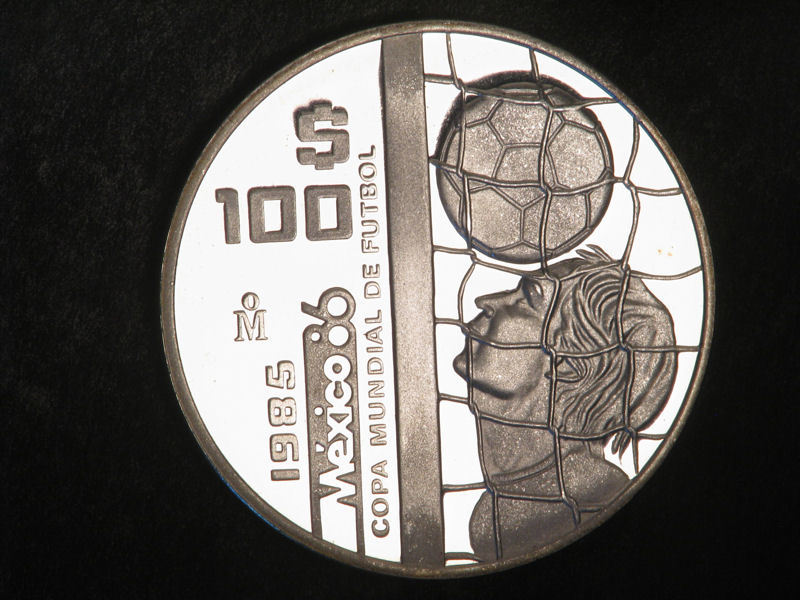 $
100
M̊
1985
México 86
COPA MUNDIAL DE FUTBOL